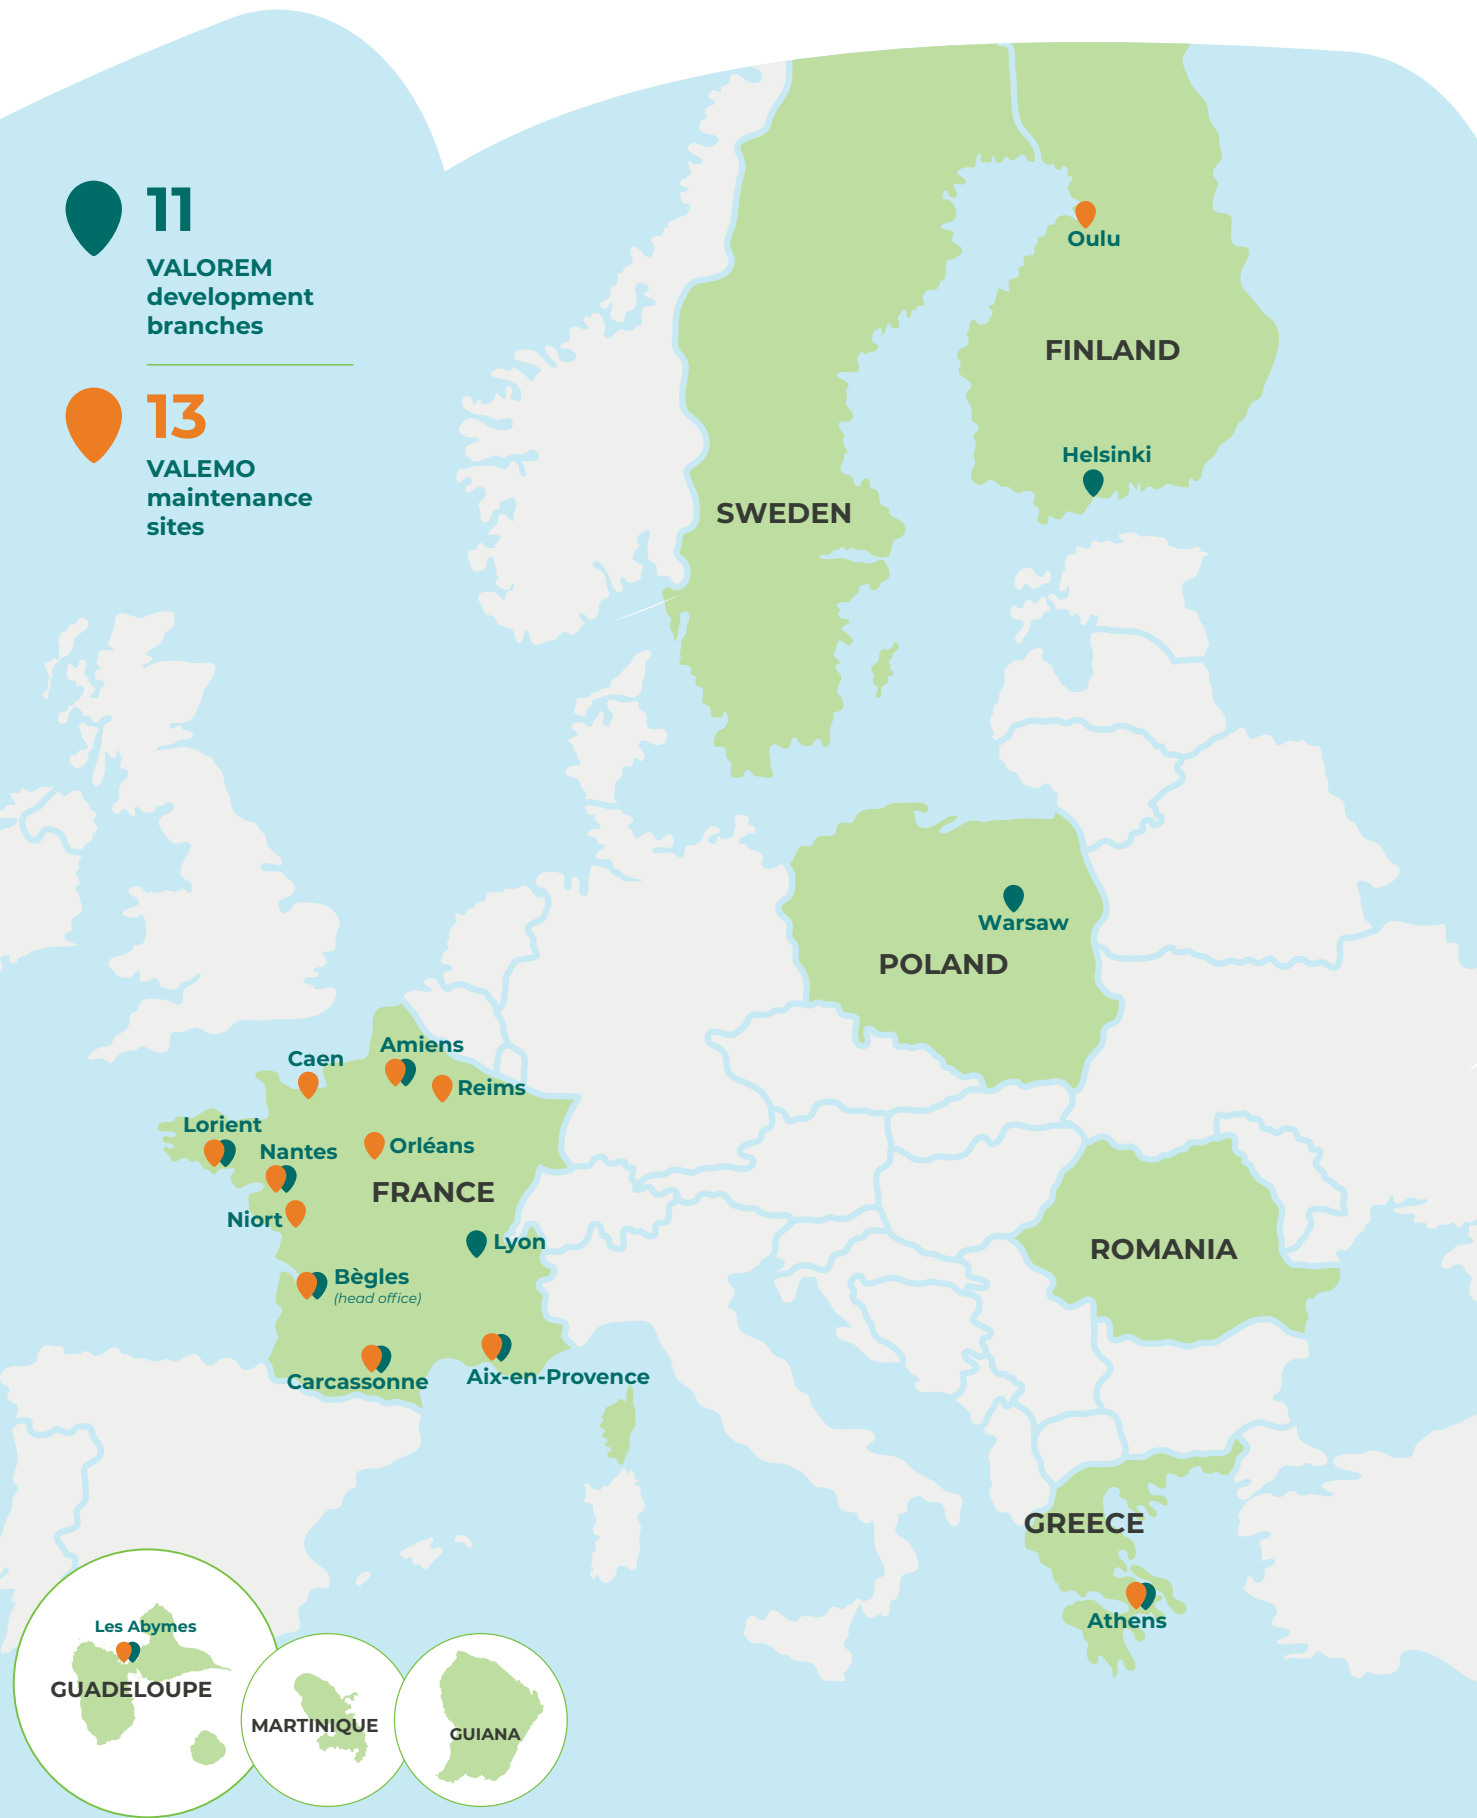 11
VALOREM
development
branches
13
VALEMO
maintenance
sites
Oulu
FINLAND
Helsinki
SWEDEN
Warsaw
POLAND
Amiens
Caen
Reims
Lorient
Orléans
Nantes
FRANCE
Niort
Lyon
Bègles
(head office)
ROMANIA
Carcassonne
Aix-en-Provence
GREECE
Athens
Les Abymes
GUADELOUPE
MARTINIQUE
GUIANA